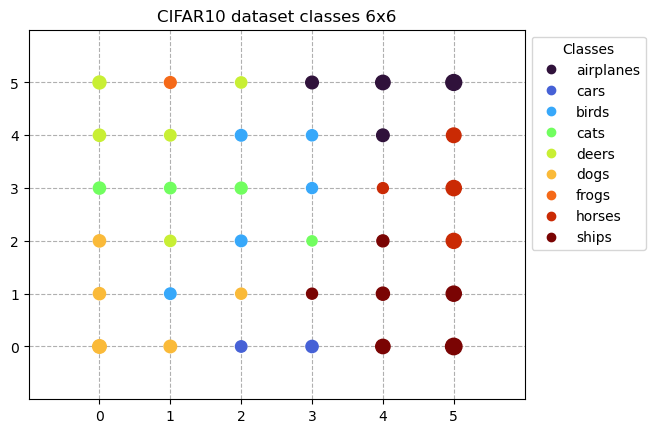 CIFAR10 dataset classes 6x6
Classes
airplanes
cars
birds
cats
deers
dogs
frogs
horses
ships
5
4
3
2
1
0
0 1 2 3 4 5